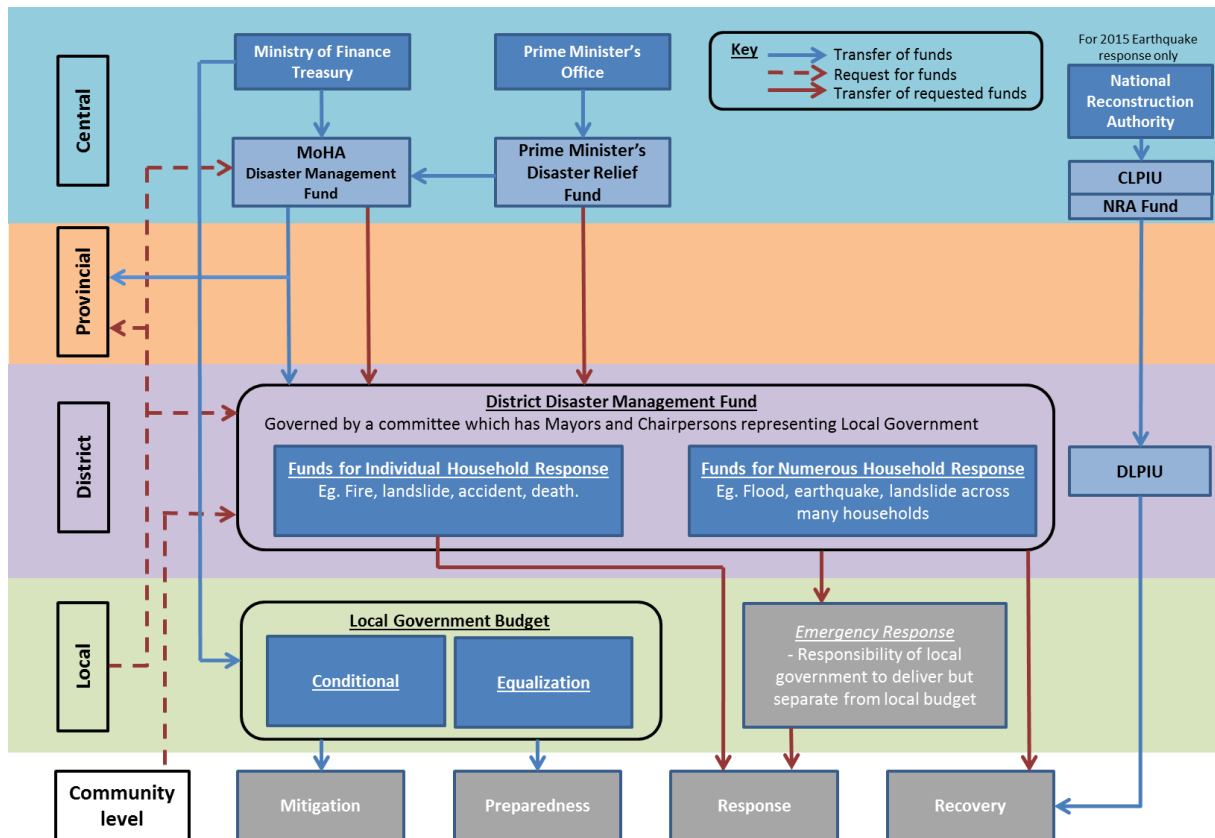 Ministry of Finance
Treasury
Prime Minister's
Office
Key
Transfer of funds
Request for funds
Transfer of requested funds
For 2015 Earthquake
response only
National
Reconstruction
Authority
Central
MoHA
Disaster Management
Fund
Prime Minister's
Disaster Relief
Fund
CLPIU
NRA Fund
Provincial
District
District Disaster Management Fund
Governed by a committee which has Mayors and Chairpersons representing Local Government
Funds for Individual Household Response
Eg. Fire, landslide, accident, death.
Funds for Numerous Household Response
Eg. Flood, earthquake, landslide across
many households
DLPIU
Local
Local Government Budget
Conditional
Equalization
Emergency Response
- Responsibility of local
government to deliver but
separate from local budget
Community
level
Mitigation
Preparedness
Response
Recovery